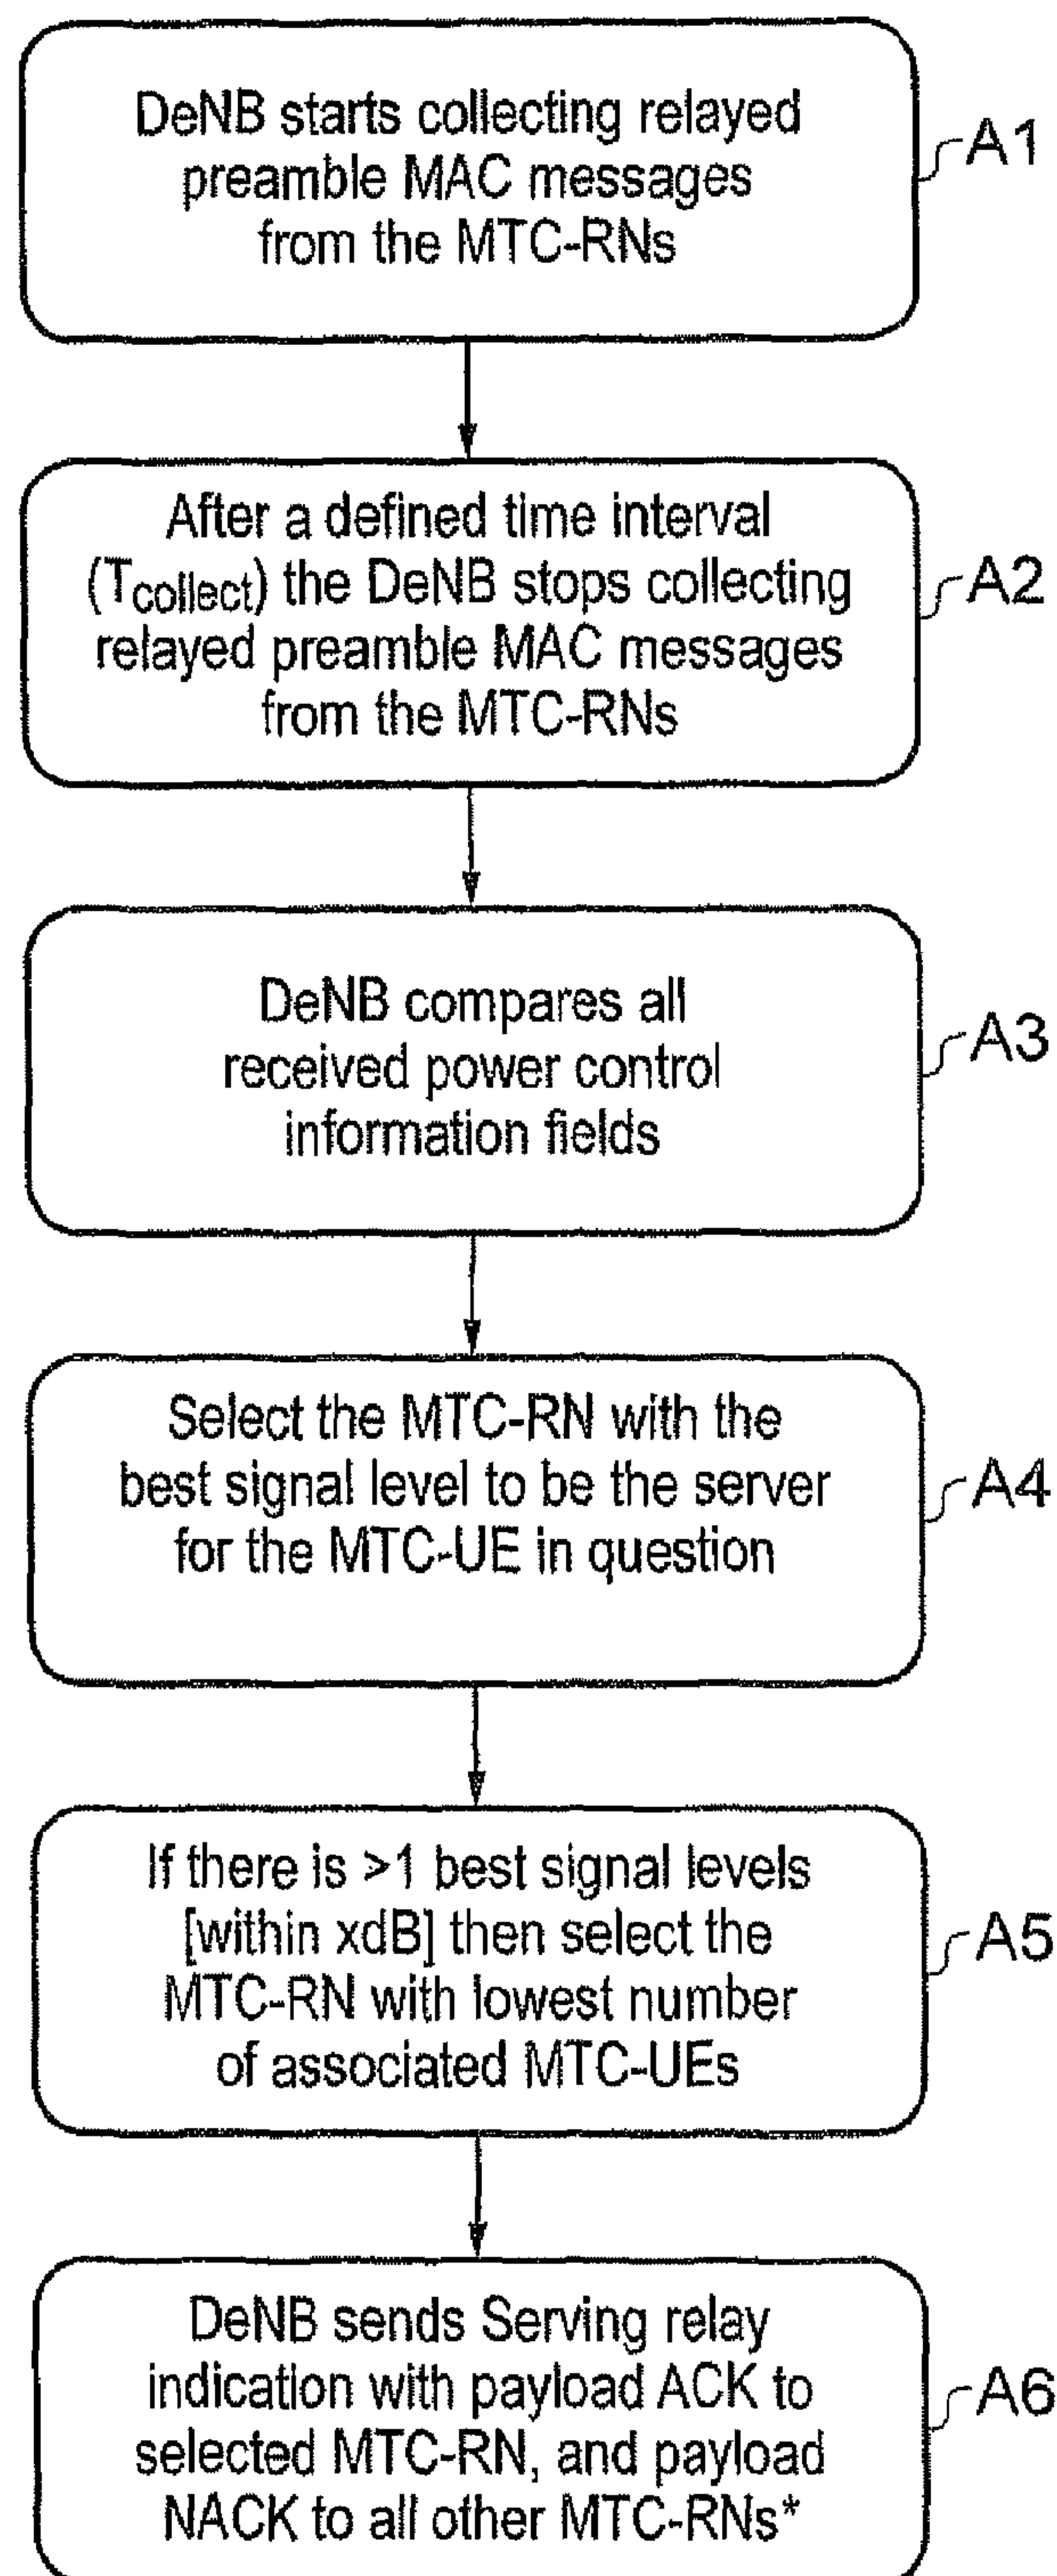 DeNB starts collecting relayed
preamble MAC messages
from the MTC-RNs
A1
After a defined time interval
(Tcollect) the DeNB stops collecting
relayed preamble MAC messages
from the MTC-RNs
A2
DeNB compares all
received power control
information fields
A3
Select the MTC-RN with the
best signal level to be the server
for the MTC-UE in question
A4
If there is >1 best signal levels
[within xdB] then select the
MTC-RN with lowest number
of associated MTC-UEs
A5
DeNB sends Serving relay
indication with payload ACK to
selected MTC-RN, and payload
NACK to all other MTC-RNs*
A6